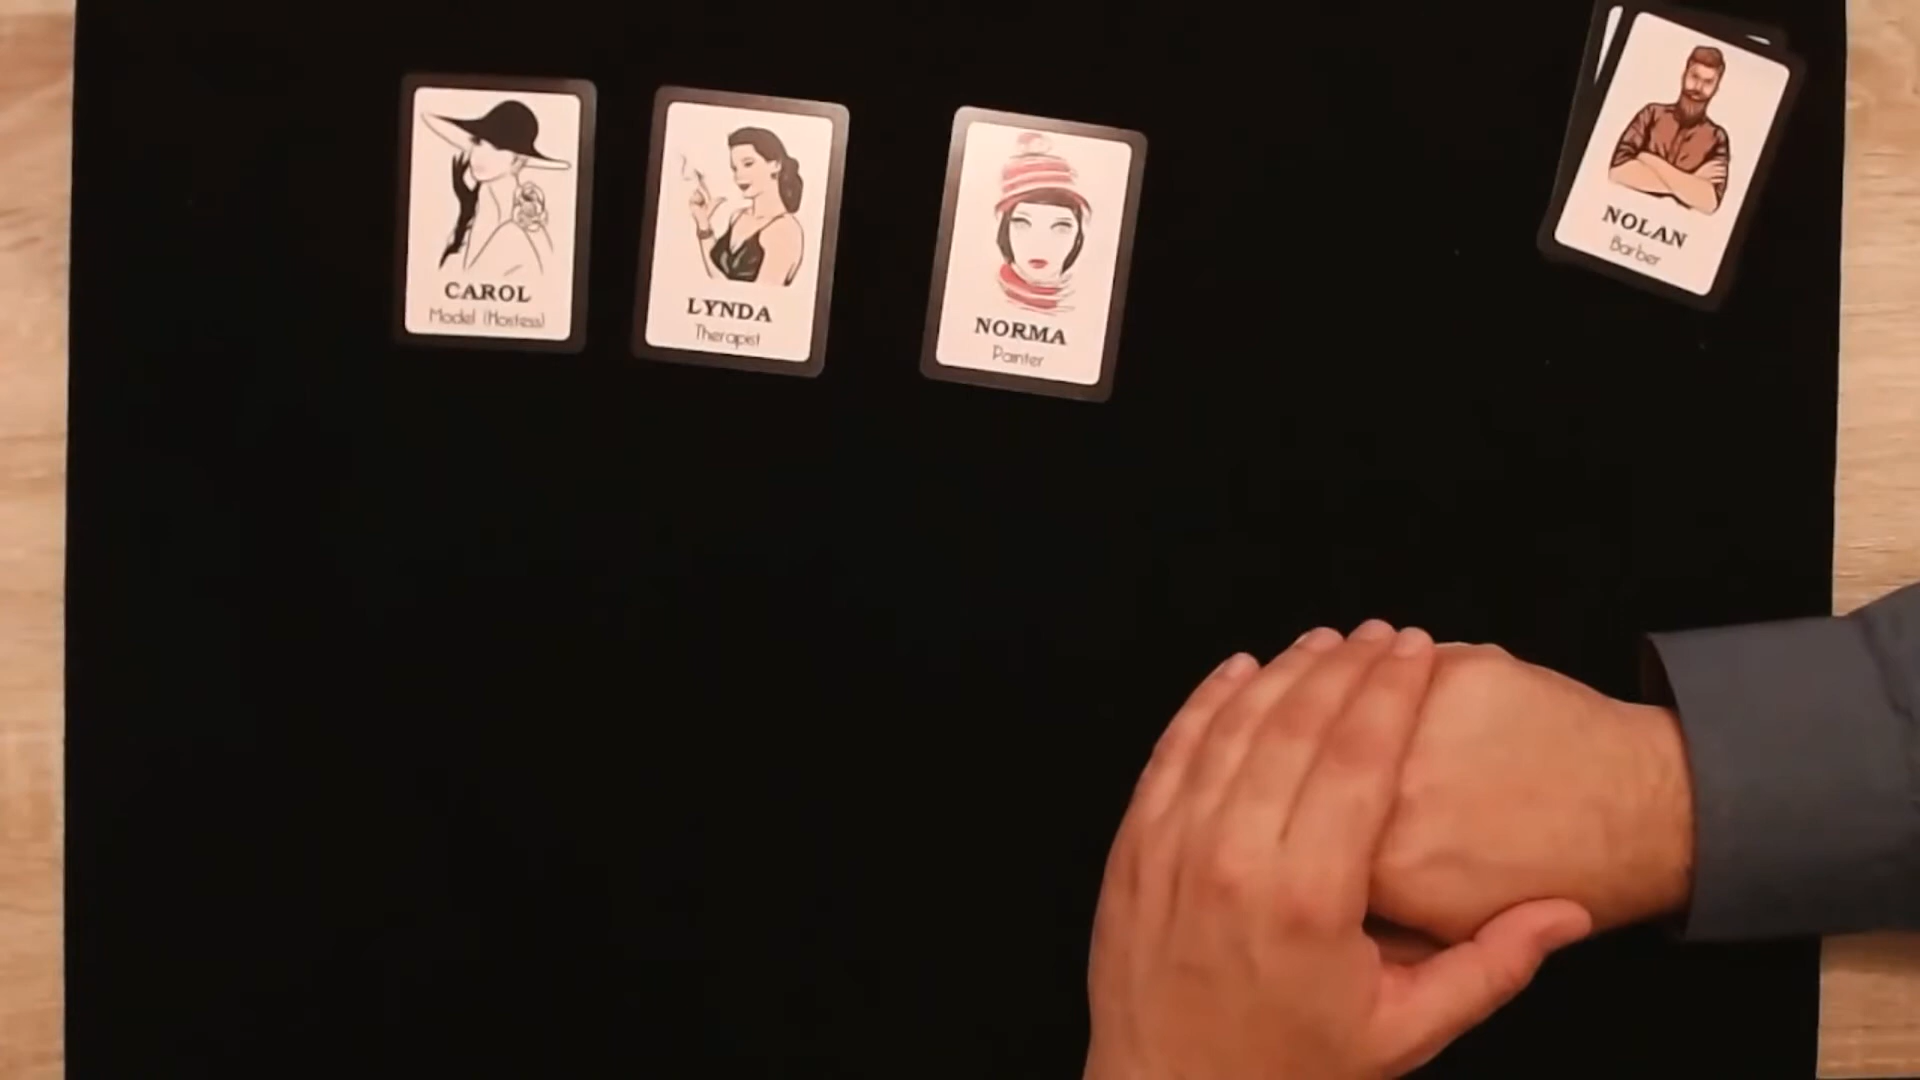 CAROL
Model (Hostess)
LYNDA
Therapist
NORMA
Painter
NOLAN
Barber